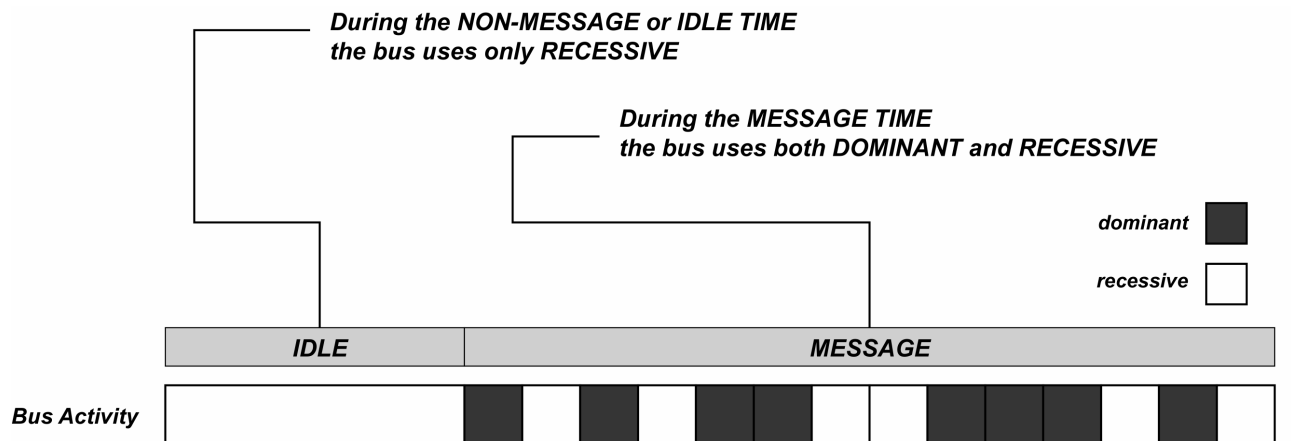 During the NON-MESSAGE or IDLE TIME
the bus uses only RECESSIVE
During the MESSAGE TIME
the bus uses both DOMINANT and RECESSIVE
dominant
recessive
IDLE
MESSAGE
Bus Activity